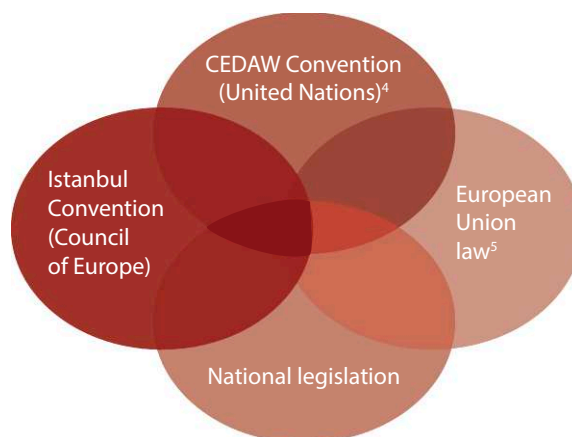 CEDAW Convention
(United Nations)⁴
Istanbul
Convention
(Council
of Europe)
European
Union
law⁵
National legislation